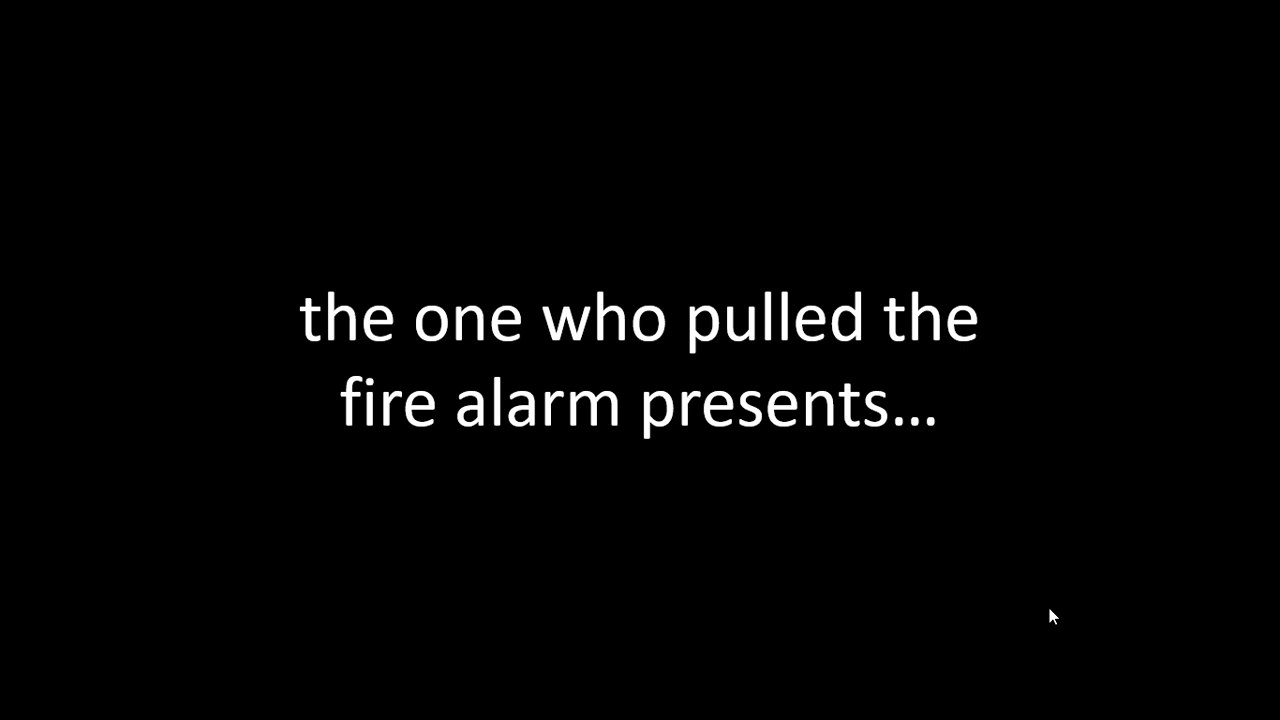 the one who pulled the
fire alarm presents...